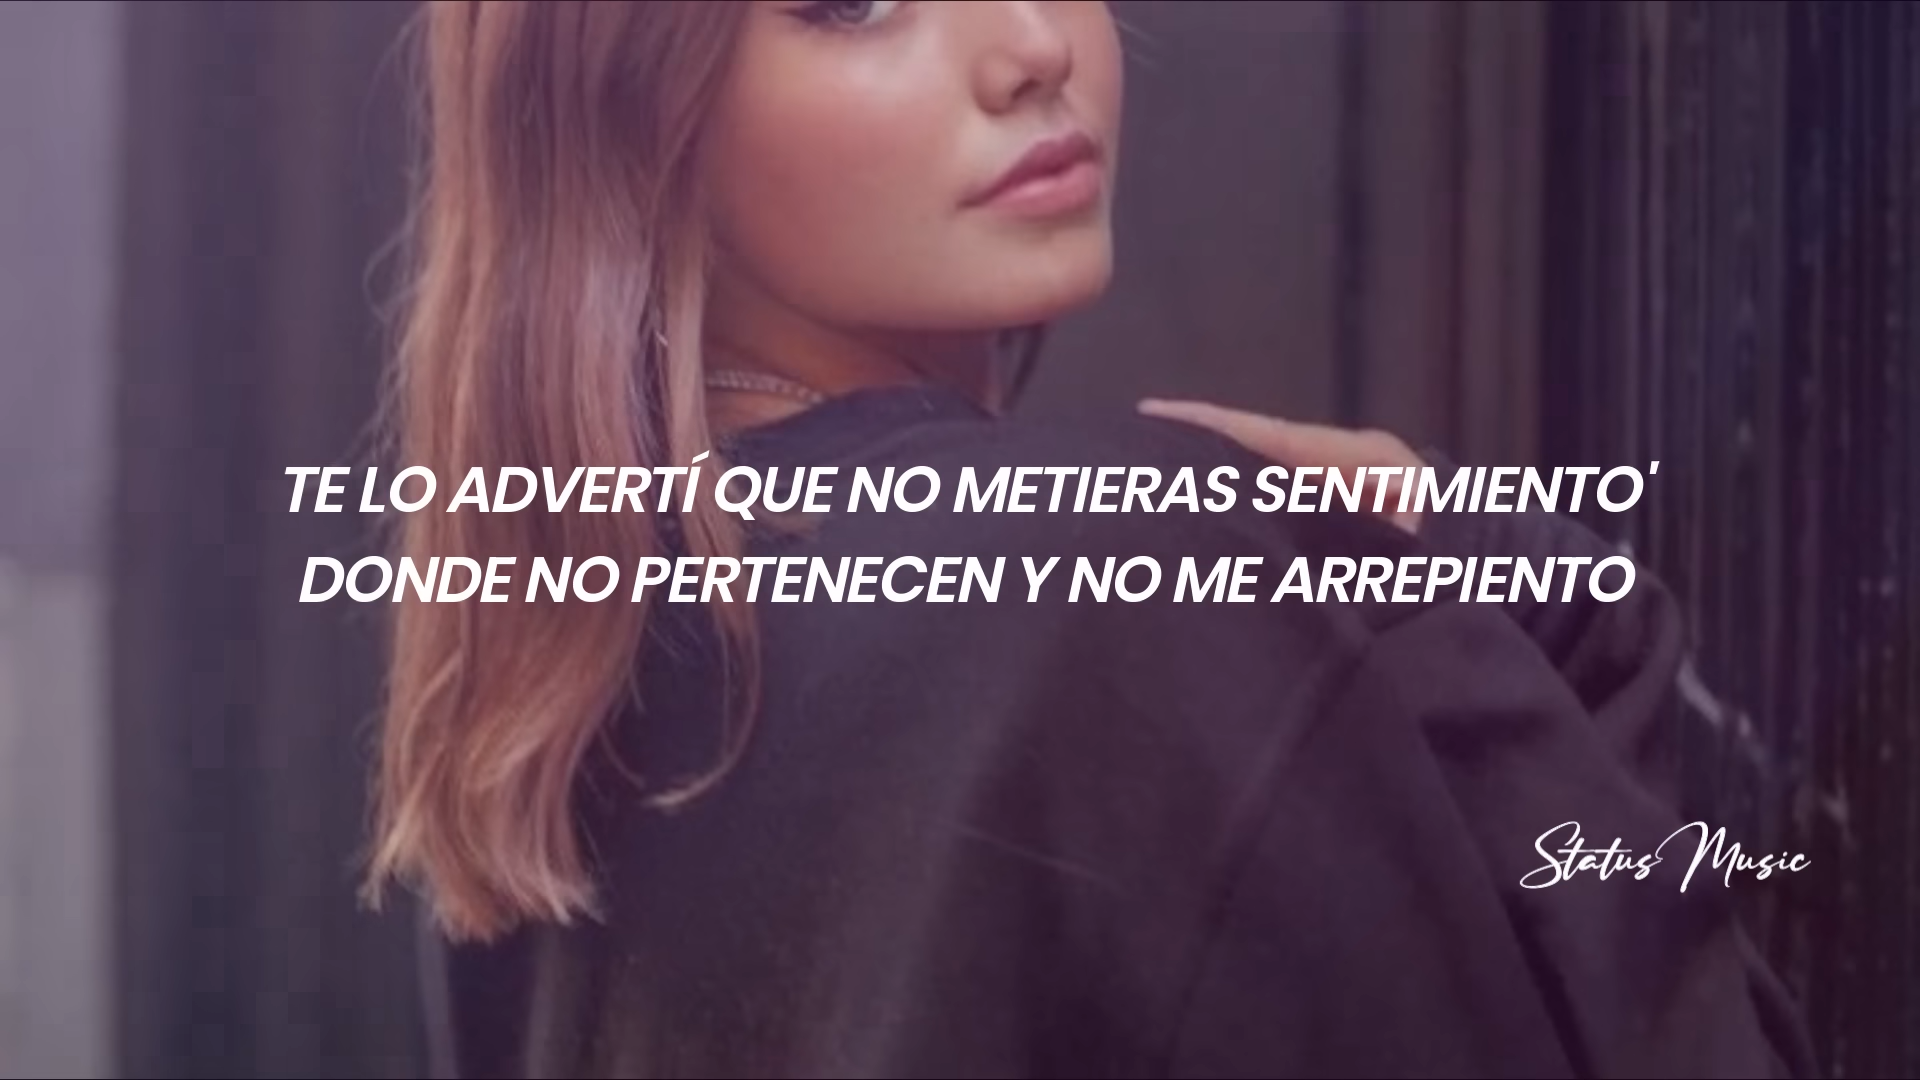 TE LO ADVERTÍ QUE NO METIERAS SENTIMIENTO'
DONDE NO PERTENECEN Y NO ME ARREPIENTO
Status Music